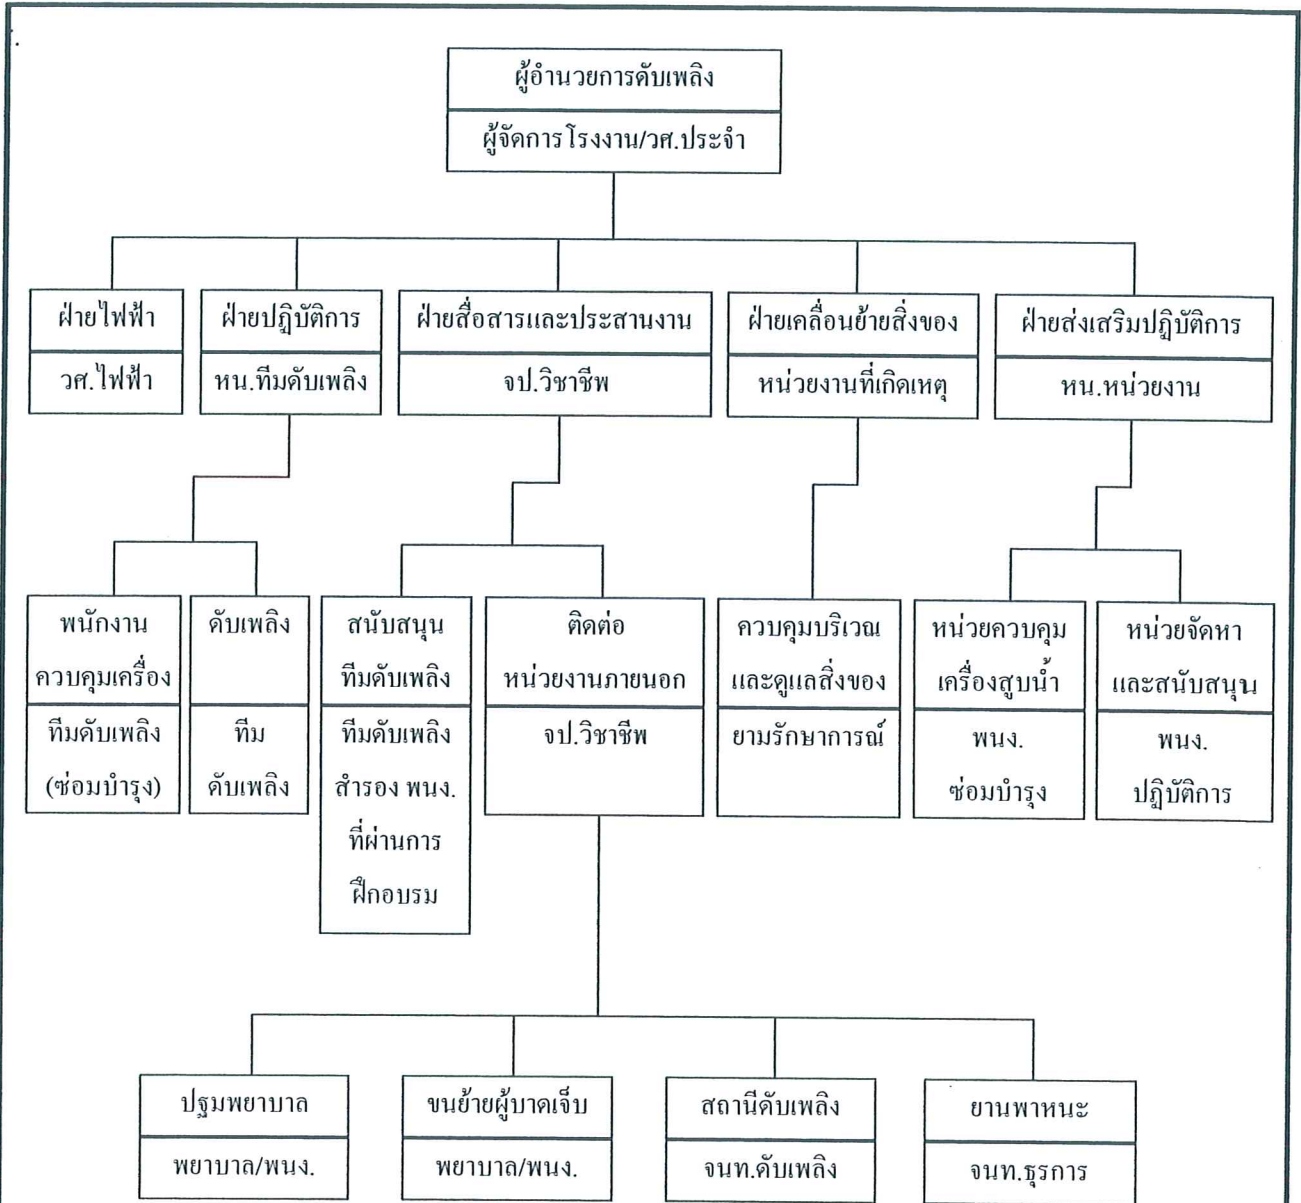 ผู้อำนวยการดับเพลิง
ผู้จัดการโรงงาน/วศ.ประจำ
ฝ่ายไฟฟ้า
วศ.ไฟฟ้า
ฝ่ายปฏิบัติการ
หน.ทีมดับเพลิง
ฝ่ายสื่อสารและประสานงาน
จป.วิชาชีพ
ฝ่ายเคลื่อนย้ายสิ่งของ
หน่วยงานที่เกิดเหตุ
ฝ่ายส่งเสริมปฏิบัติการ
หน.หน่วยงาน
พนักงาน
ควบคุมเครื่อง
ทีมดับเพลิง
(ซ่อมบำรุง)
ดับเพลิง
ทีม
ดับเพลิง
สนับสนุน
ทีมดับเพลิง
ทีมดับเพลิง
สำรอง พนง.
ที่ผ่านการ
ฝึกอบรม
ติดต่อ
หน่วยงานภายนอก
จป.วิชาชีพ
ควบคุมบริเวณ
และดูแลสิ่งของ
ยามรักษาการณ์
หน่วยควบคุม
เครื่องสูบน้ำ
พนง.
ซ่อมบำรุง
หน่วยจัดหา
และสนับสนุน
พนง.
ปฏิบัติการ
ปฐมพยาบาล
พยาบาล/พนง.
ขนย้ายผู้บาดเจ็บ
พยาบาล/พนง.
สถานีดับเพลิง
จนท.ดับเพลิง
ยานพาหนะ
จนท.ธุรการ